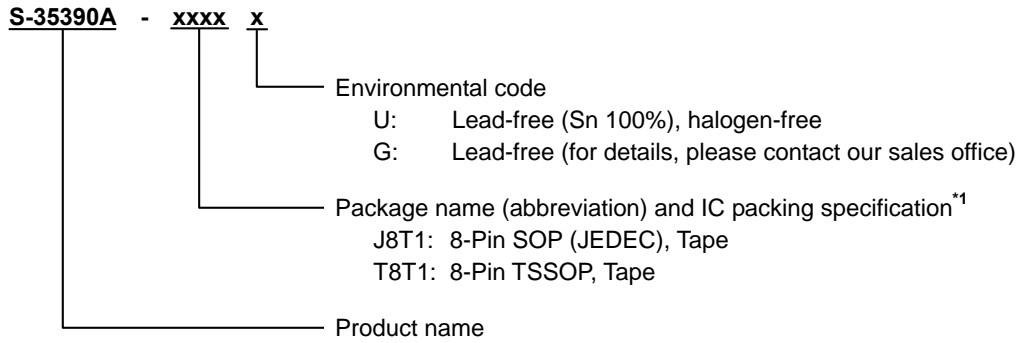 S-35390A - xxxx x
Environmental code
U: Lead-free (Sn 100%), halogen-free
G: Lead-free (for details, please contact our sales office)
Package name (abbreviation) and IC packing specification*1
J8T1: 8-Pin SOP (JEDEC), Tape
T8T1: 8-Pin TSSOP, Tape
Product name